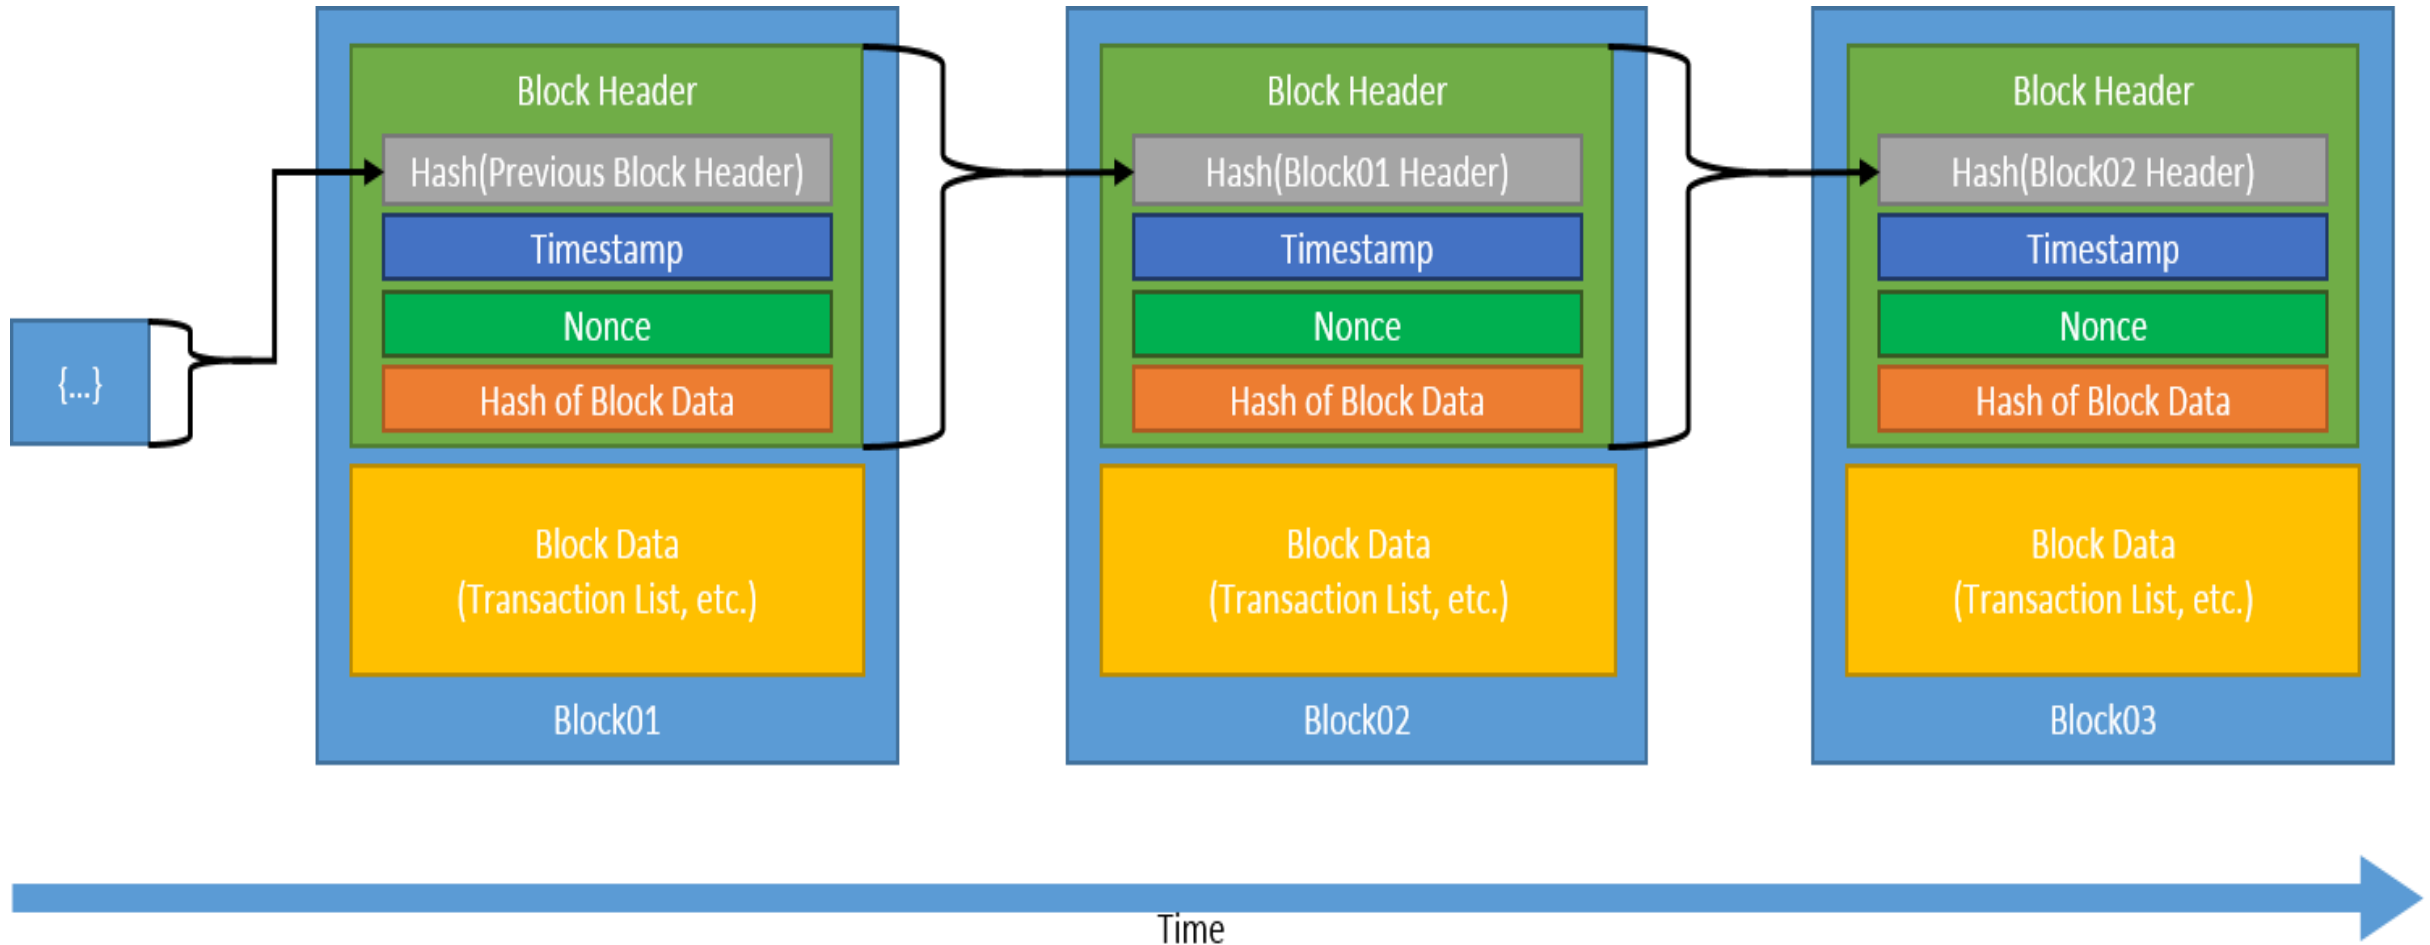 {...}
Block Header
Hash(Previous Block Header)
Timestamp
Nonce
Hash of Block Data
Block Data
(Transaction List, etc.)
Block01
Block Header
Hash(Block01 Header)
Timestamp
Nonce
Hash of Block Data
Block Data
(Transaction List, etc.)
Block02
Block Header
Hash(Block02 Header)
Timestamp
Nonce
Hash of Block Data
Block Data
(Transaction List, etc.)
Block03
Time